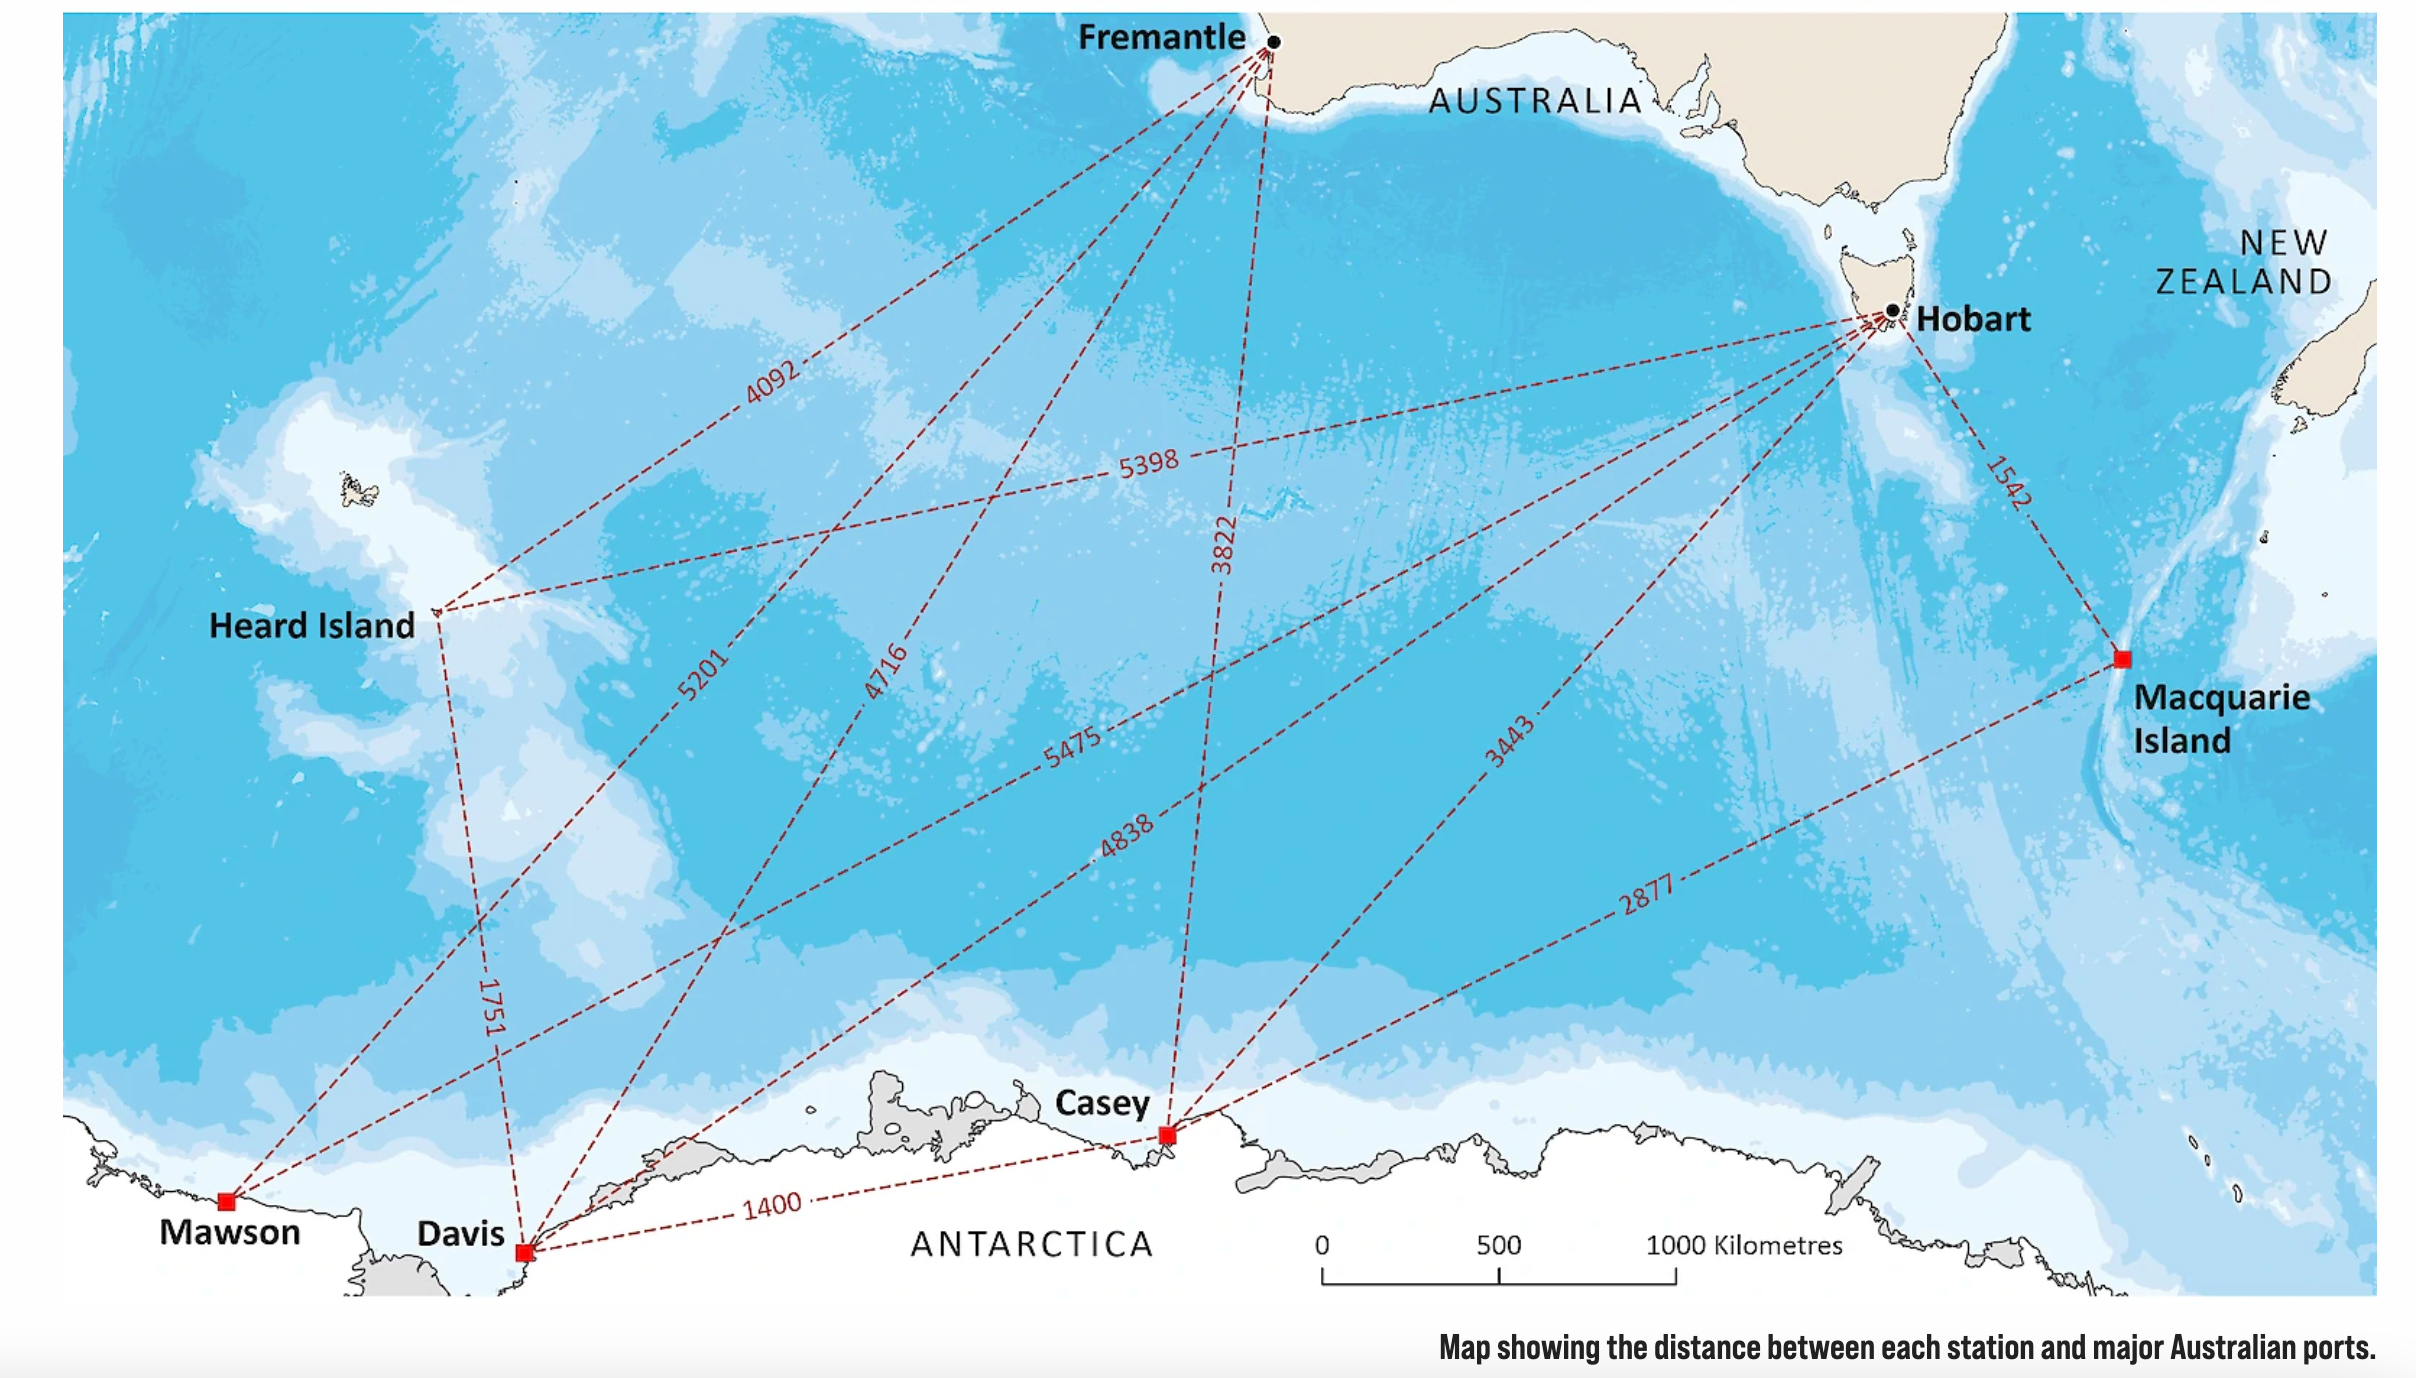 Fremantle
AUSTRALIA
NEW
ZEALAND
Hobart
4092
5398
1542
3822
Heard Island
5201
4716
Macquarie
Island
5475
3443
4838
2877
1751
Casey
1400
Mawson
Davis
ANTARCTICA
0 500 1000 Kilometres
Map showing the distance between each station and major Australian ports.